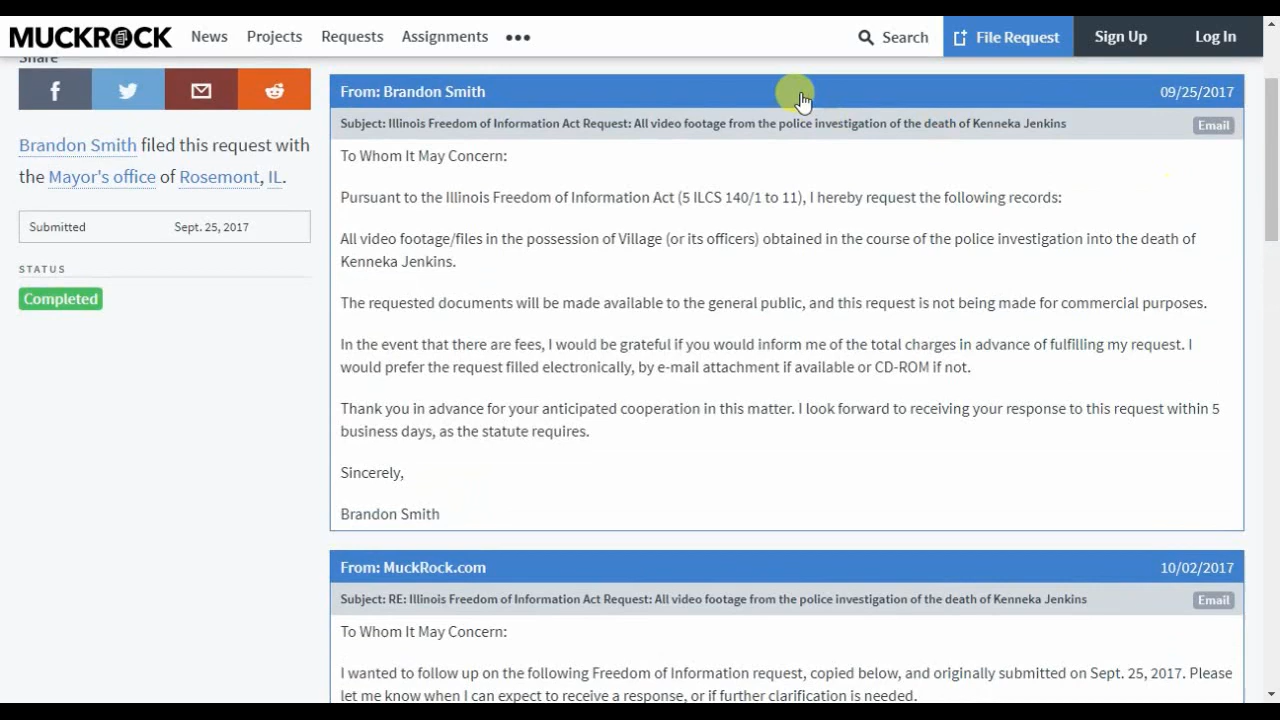 MUCKROCK News Projects Requests Assignments ••• Search File Request Sign Up Log In
Share
Brandon Smith filed this request with
the Mayor's office of Rosemont, IL.
Submitted Sept. 25, 2017
STATUS
Completed
From: Brandon Smith 09/25/2017
Subject: Illinois Freedom of Information Act Request: All video footage from the police investigation of the death of Kenneka Jenkins Email
To Whom It May Concern:
Pursuant to the Illinois Freedom of Information Act (5 ILCS 140/1 to 11), I hereby request the following records:
All video footage/files in the possession of Village (or its officers) obtained in the course of the police investigation into the death of
Kenneka Jenkins.
The requested documents will be made available to the general public, and this request is not being made for commercial purposes.
In the event that there are fees, I would be grateful if you would inform me of the total charges in advance of fulfilling my request. I
would prefer the request filled electronically, by e-mail attachment if available or CD-ROM if not.
Thank you in advance for your anticipated cooperation in this matter. I look forward to receiving your response to this request within 5
business days, as the statute requires.
Sincerely,
Brandon Smith
From: MuckRock.com 10/02/2017
Subject: RE: Illinois Freedom of Information Act Request: All video footage from the police investigation of the death of Kenneka Jenkins Email
To Whom It May Concern:
I wanted to follow up on the following Freedom of Information request, copied below, and originally submitted on Sept. 25, 2017. Please
let me know when I can expect to receive a response, or if further clarification is needed.